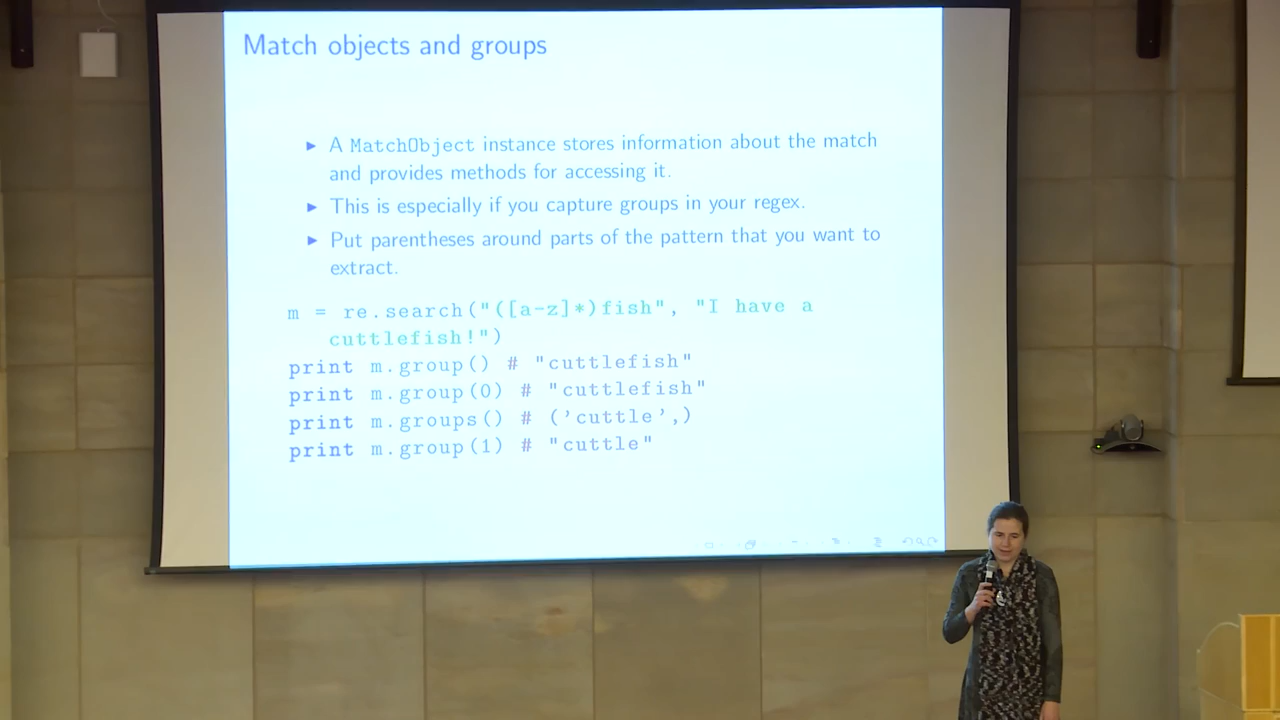 Match objects and groups
A MatchObject instance stores information about the match
and provides methods for accessing it.
This is especially if you capture groups in your regex.
Put parentheses around parts of the pattern that you want to
extract.
m = re.search("([a-z]*)fish", "I have a
cuttlefish!")
print m.group() # "cuttlefish"
print m.group(0) # "cuttlefish"
print m.groups() # ('cuttle',)
print m.group(1) # "cuttle"